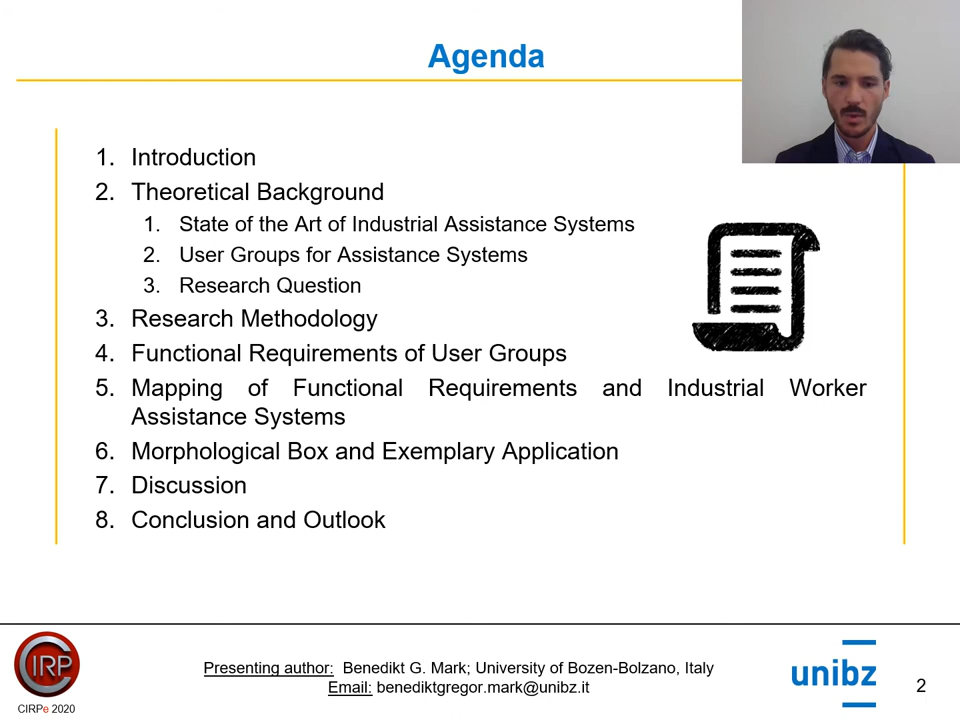 Agenda
1. Introduction
2. Theoretical Background
1. State of the Art of Industrial Assistance Systems
2. User Groups for Assistance Systems
3. Research Question
3. Research Methodology
4. Functional Requirements of User Groups
5. Mapping of Functional Requirements and Industrial Worker
Assistance Systems
6. Morphological Box and Exemplary Application
7. Discussion
8. Conclusion and Outlook
CIRP
CIRPe 2020
Presenting author: Benedikt G. Mark; University of Bozen-Bolzano, Italy
Email: benediktgregor.mark@unibz.it
unibz
2